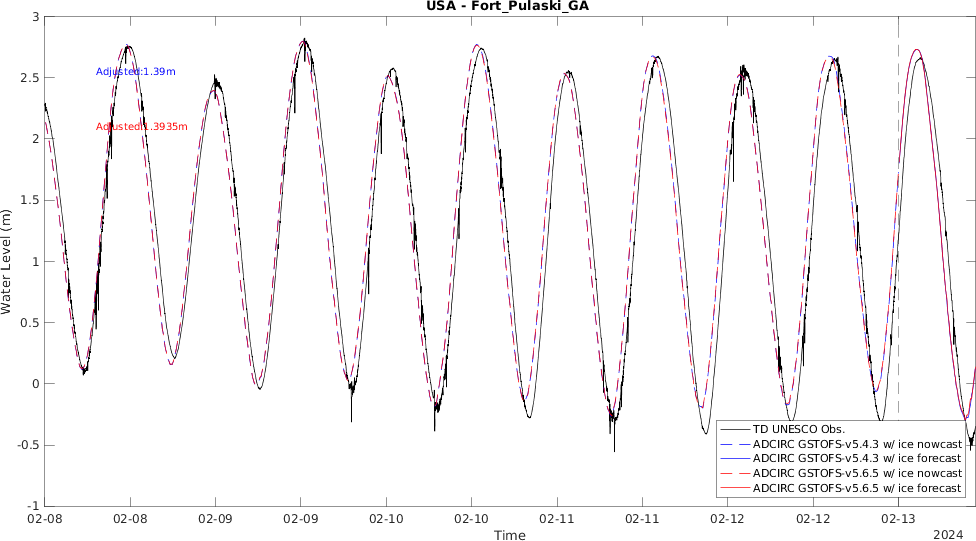 USA - Fort_Pulaski_GA
3
2.5
2
1.5
1
0.5
0
-0.5
-1
Water Level (m)
Adjusted:1.39m
Adjusted:1.3935m
TD UNESCO Obs.
ADCIRC GSTOFS-v5.4.3 w/ ice nowcast
ADCIRC GSTOFS-v5.4.3 w/ ice forecast
ADCIRC GSTOFS-v5.6.5 w/ ice nowcast
ADCIRC GSTOFS-v5.6.5 w/ ice forecast
02-08 02-08 02-09 02-09 02-10 02-10 02-11 02-11 02-12 02-12 02-13
Time
2024